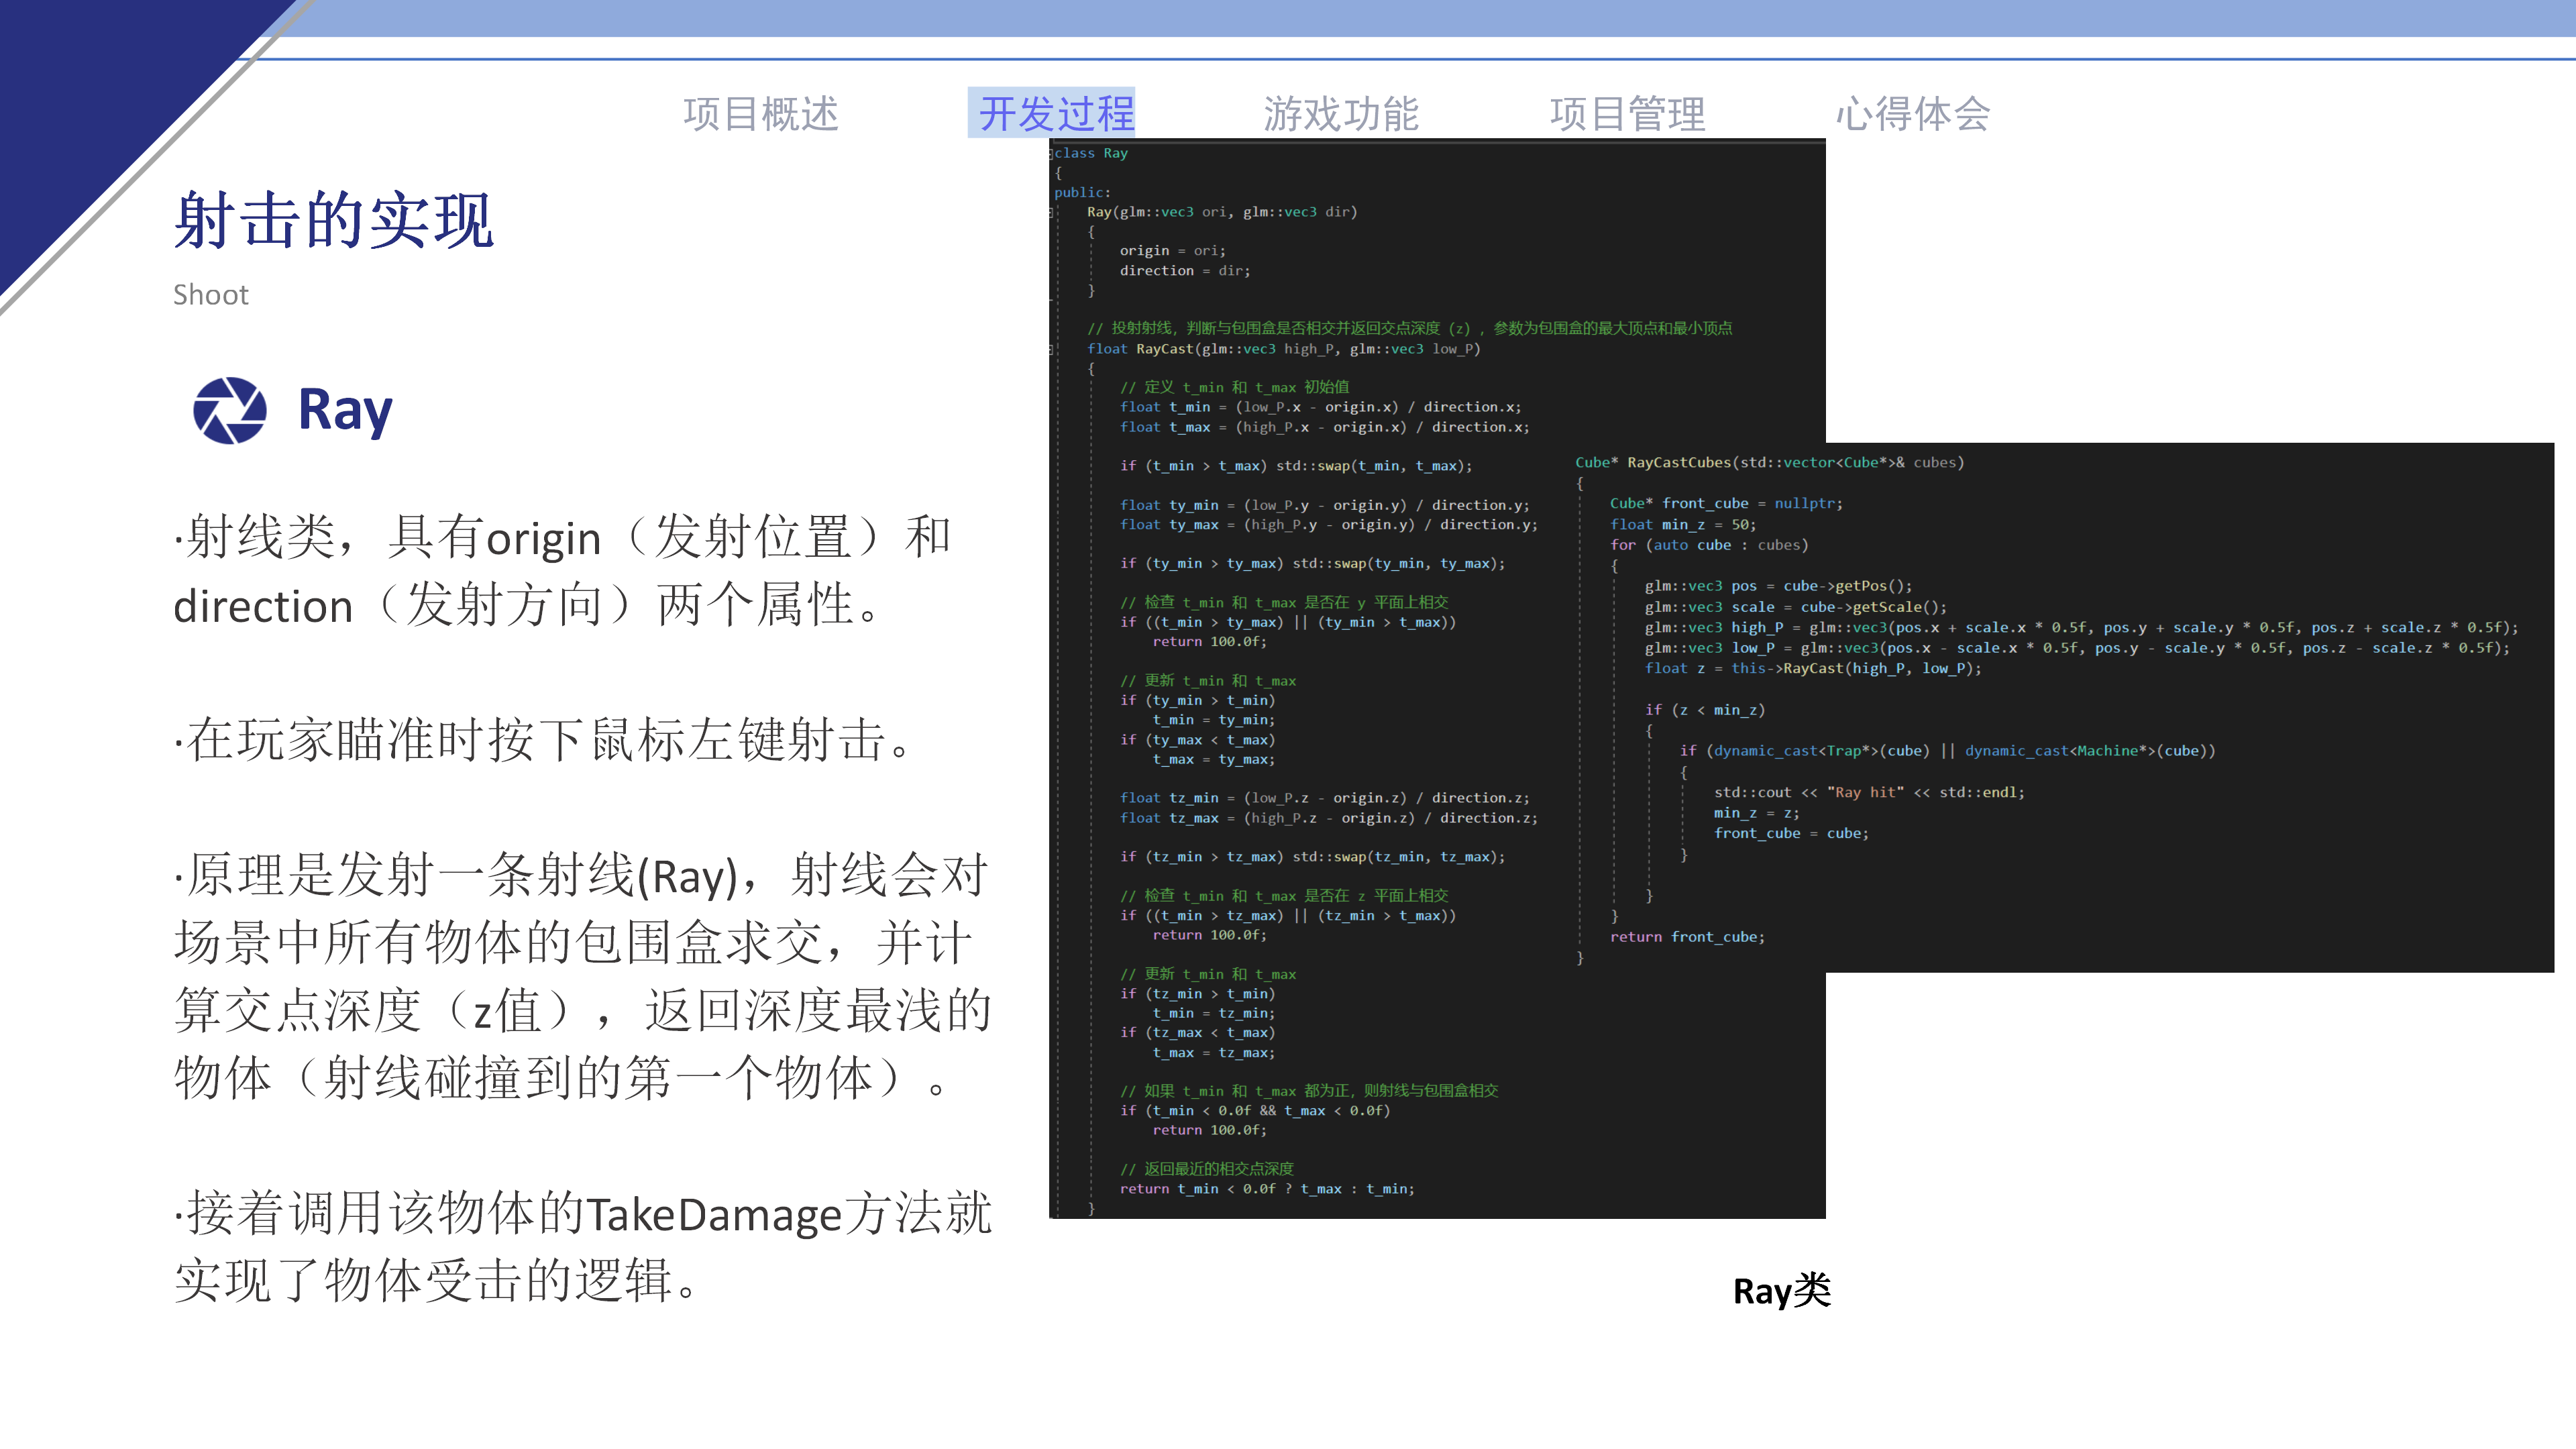 项目概述 开发过程 游戏功能 项目管理 心得体会
射击的实现
Shoot
Ray
·射线类，具有origin（发射位置）和
direction（发射方向）两个属性。
·在玩家瞄准时按下鼠标左键射击。
·原理是发射一条射线(Ray)，射线会对
场景中所有物体的包围盒求交，并计
算交点深度（z值），返回深度最浅的
物体（射线碰撞到的第一个物体）。
·接着调用该物体的TakeDamage方法就
实现了物体受击的逻辑。
class Ray
{
public:
Ray(glm::vec3 ori, glm::vec3 dir)
{
origin = ori;
direction = dir;
}
// 投射射线，判断与包围盒是否相交并返回交点深度（z），参数为包围盒的最大顶点和最小顶点
float RayCast(glm::vec3 high_P, glm::vec3 low_P)
{
// 定义 t_min 和 t_max 初始值
float t_min = (low_P.x - origin.x) / direction.x;
float t_max = (high_P.x - origin.x) / direction.x;
if (t_min > t_max) std::swap(t_min, t_max);
float ty_min = (low_P.y - origin.y) / direction.y;
float ty_max = (high_P.y - origin.y) / direction.y;
if (ty_min > ty_max) std::swap(ty_min, ty_max);
// 检查 t_min 和 t_max 是否在 y 平面上相交
if ((t_min > ty_max) || (ty_min > t_max))
return 100.0f;
// 更新 t_min 和 t_max
if (ty_min > t_min)
t_min = ty_min;
if (ty_max < t_max)
t_max = ty_max;
float tz_min = (low_P.z - origin.z) / direction.z;
float tz_max = (high_P.z - origin.z) / direction.z;
if (tz_min > tz_max) std::swap(tz_min, tz_max);
// 检查 t_min 和 t_max 是否在 z 平面上相交
if ((t_min > tz_max) || (tz_min > t_max))
return 100.0f;
// 更新 t_min 和 t_max
if (tz_min > t_min)
t_min = tz_min;
if (tz_max < t_max)
t_max = tz_max;
// 如果 t_min 和 t_max 都为正，则射线与包围盒相交
if (t_min < 0.0f && t_max < 0.0f)
return 100.0f;
// 返回最近的相交点深度
return t_min < 0.0f ? t_max : t_min;
}
Cube* RayCastCubes(std::vector<Cube*>& cubes)
{
Cube* front_cube = nullptr;
float min_z = 50;
for (auto cube : cubes)
{
glm::vec3 pos = cube->getPos();
glm::vec3 scale = cube->getScale();
glm::vec3 high_P = glm::vec3(pos.x + scale.x * 0.5f, pos.y + scale.y * 0.5f, pos.z + scale.z * 0.5f);
glm::vec3 low_P = glm::vec3(pos.x - scale.x * 0.5f, pos.y - scale.y * 0.5f, pos.z - scale.z * 0.5f);
float z = this->RayCast(high_P, low_P);
if (z < min_z)
{
if (dynamic_cast<Trap*>(cube) || dynamic_cast<Machine*>(cube))
{
std::cout << "Ray hit" << std::endl;
min_z = z;
front_cube = cube;
}
}
}
return front_cube;
}
Ray类